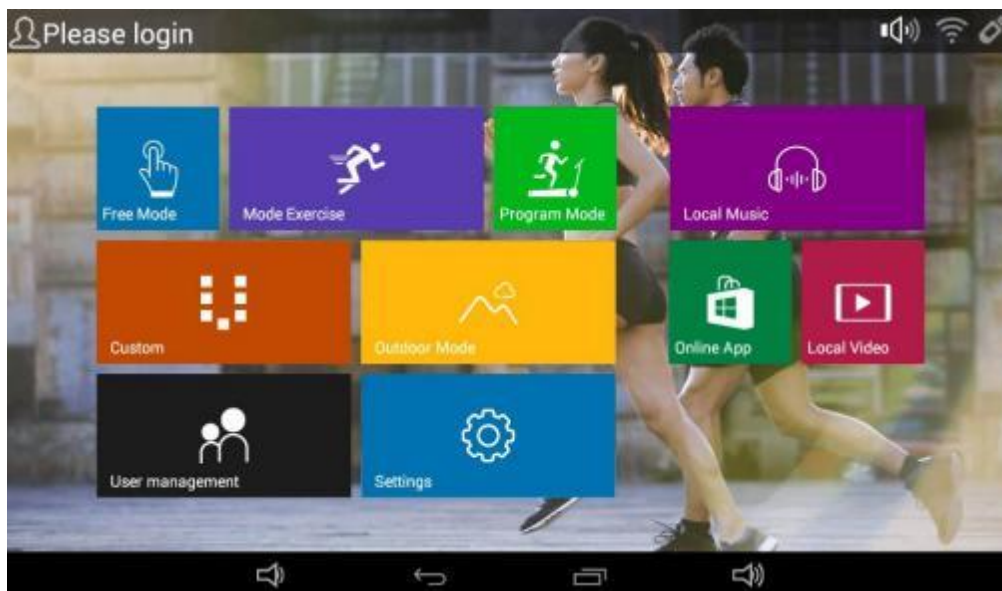 Please login
Free Mode
Mode Exercise
Program Mode
Local Music
Custom
Outdoor Mode
Online App
Local Video
User management
Settings